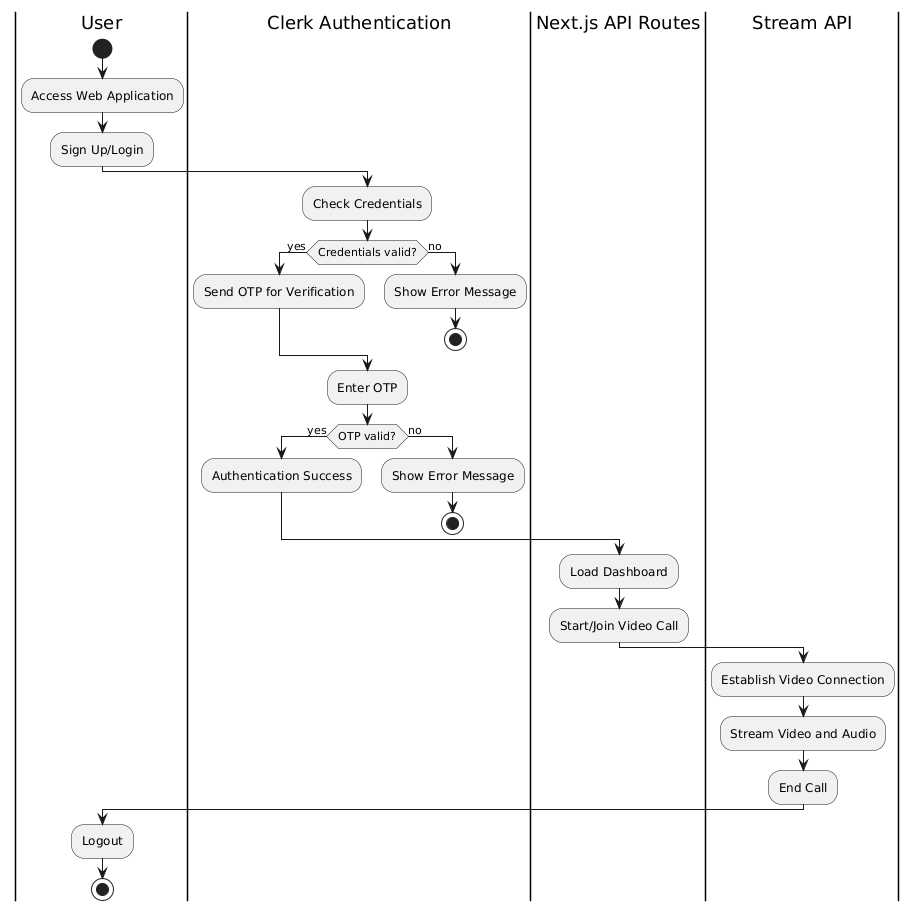 User
Clerk Authentication
Next.js API Routes
Stream API
Access Web Application
Sign Up/Login
Check Credentials
yes
Credentials valid?
no
Send OTP for Verification
Show Error Message
Enter OTP
yes
OTP valid?
no
Authentication Success
Show Error Message
Load Dashboard
Start/Join Video Call
Establish Video Connection
Stream Video and Audio
End Call
Logout